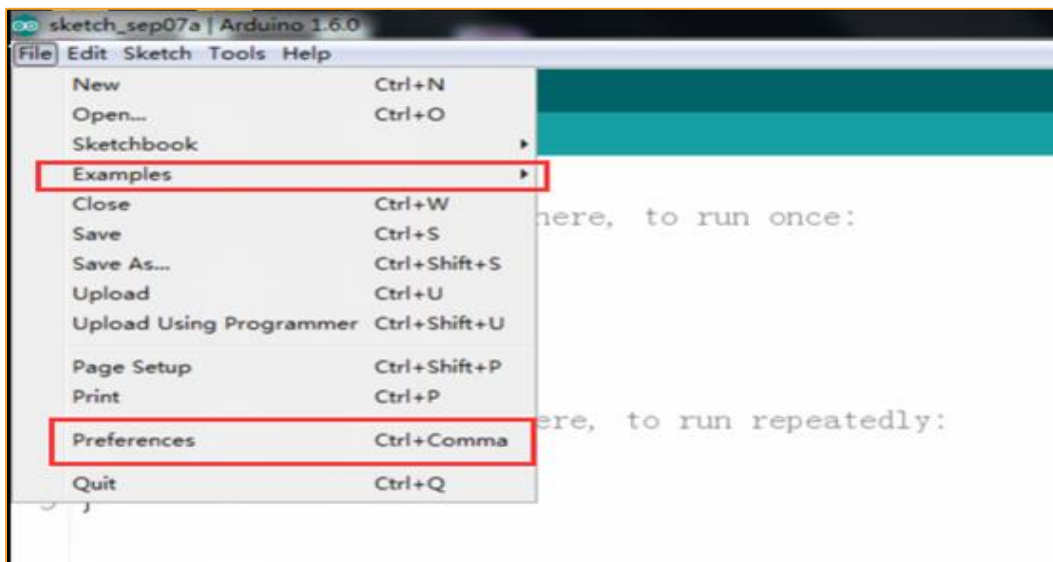 sketch_sep07a | Arduino 1.6.0
File Edit Sketch Tools Help
New Ctrl+N
Open... Ctrl+O
Sketchbook
Examples
Close Ctrl+W
here, to run once:
Save Ctrl+S
Save As... Ctrl+Shift+S
Upload Ctrl+U
Upload Using Programmer Ctrl+Shift+U
Page Setup Ctrl+Shift+P
Print Ctrl+P
ere, to run repeatedly:
Preferences Ctrl+Comma
Quit Ctrl+Q
}